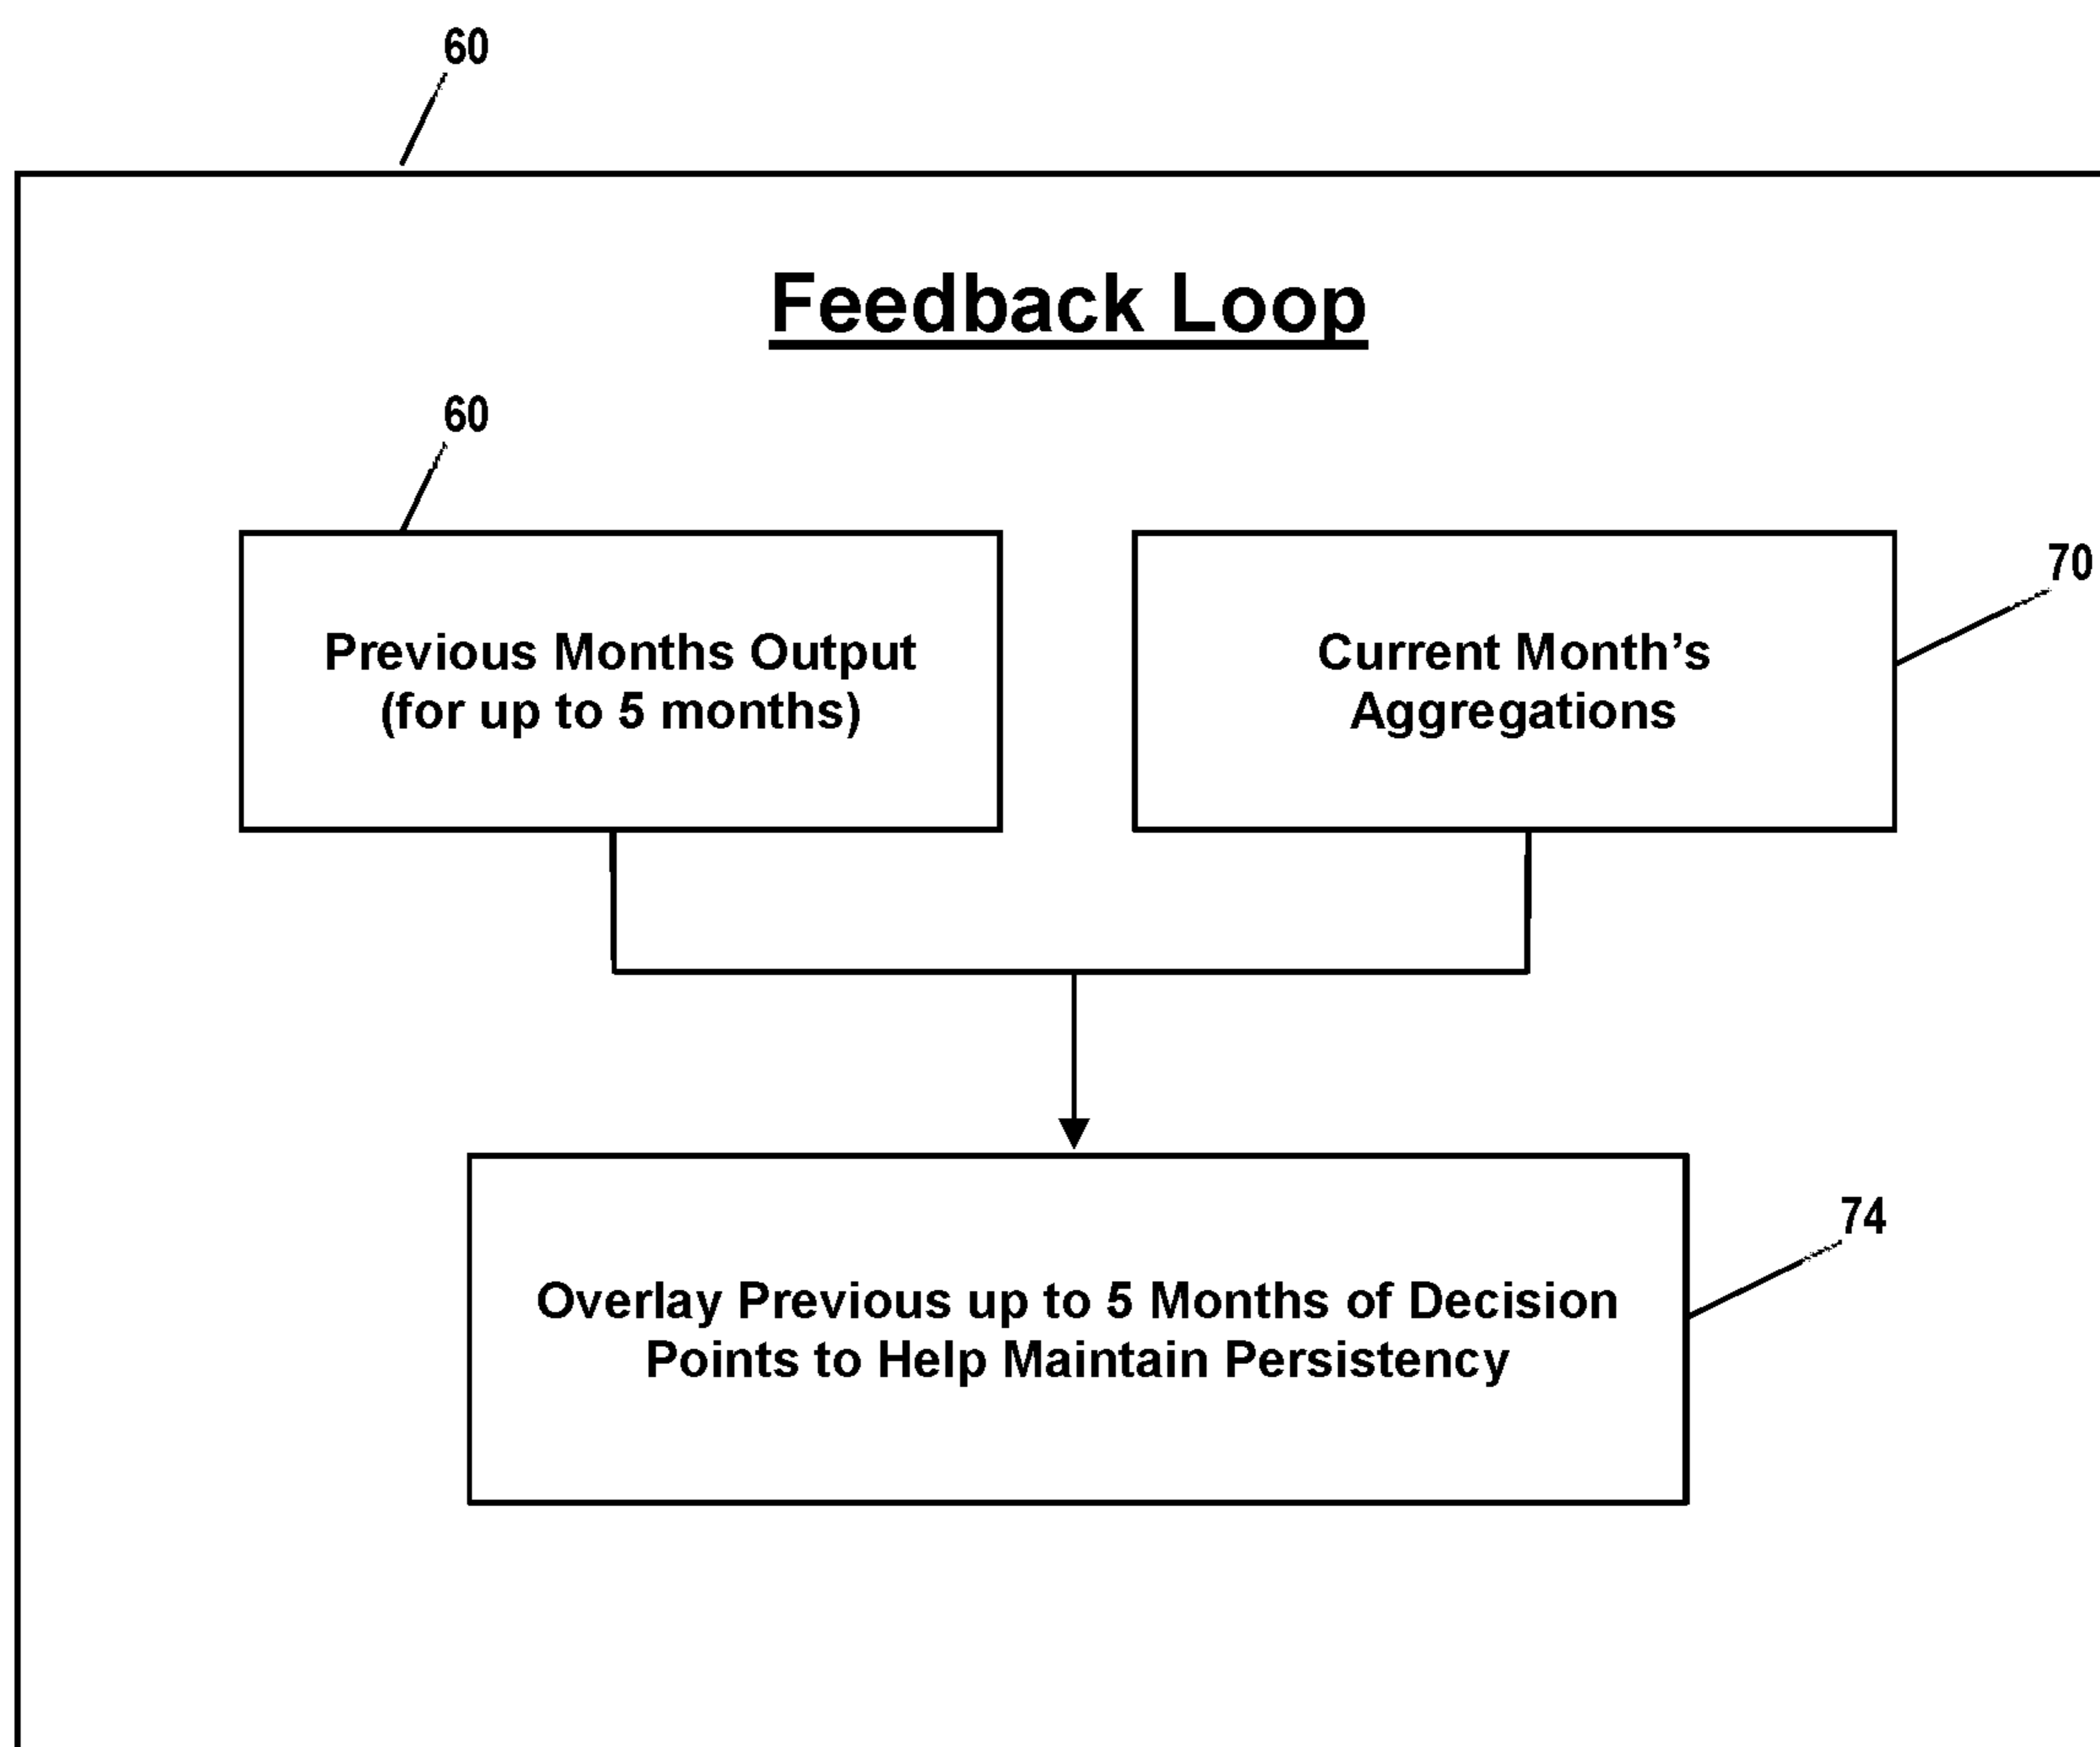 60
Feedback Loop
60
70
Previous Months Output
(for up to 5 months)
Current Month’s
Aggregations
74
Overlay Previous up to 5 Months of Decision
Points to Help Maintain Persistency